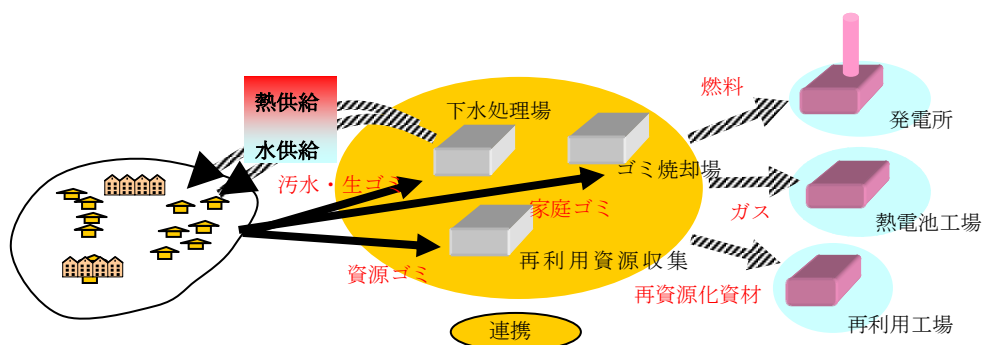 熱供給
水供給
下水処理場
ゴミ焼却場
再利用資源収集
汚水・生ゴミ
家庭ゴミ
資源ゴミ
燃料
ガス
再資源化資材
発電所
熱電池工場
再利用工場
連携